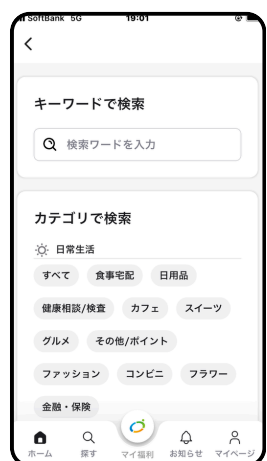 SoftBank 5G 19:01
キーワードで検索
検索ワードを入力
カテゴリで検索
日常生活
すべて 食事宅配 日用品
健康相談/検査 カフェ スイーツ
グルメ その他/ポイント
ファッション コンビニ フラワー
金融・保険
ホーム 探す マイ福利 お知らせ マイページ